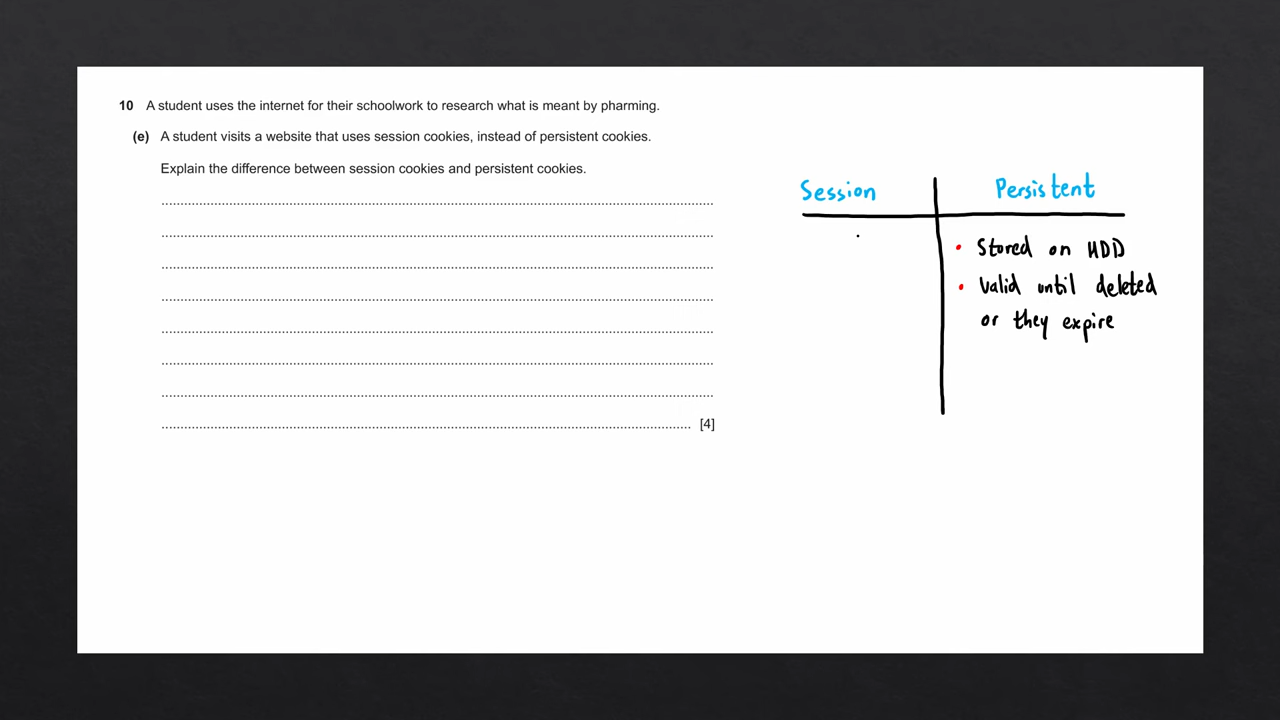 10 A student uses the internet for their schoolwork to research what is meant by pharming.
(e) A student visits a website that uses session cookies, instead of persistent cookies.
Explain the difference between session cookies and persistent cookies.
[4]
Session
Persistent
• Stored on HDD
• Valid until deleted
or they expire